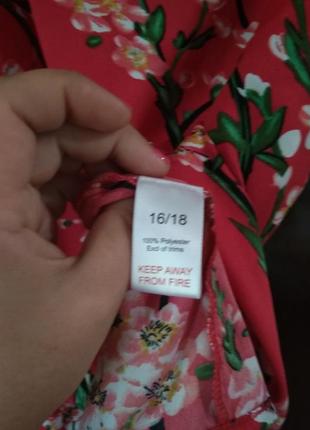 16/18
100% Polyester
Excl of trims
KEEP AWAY
FROM FIRE